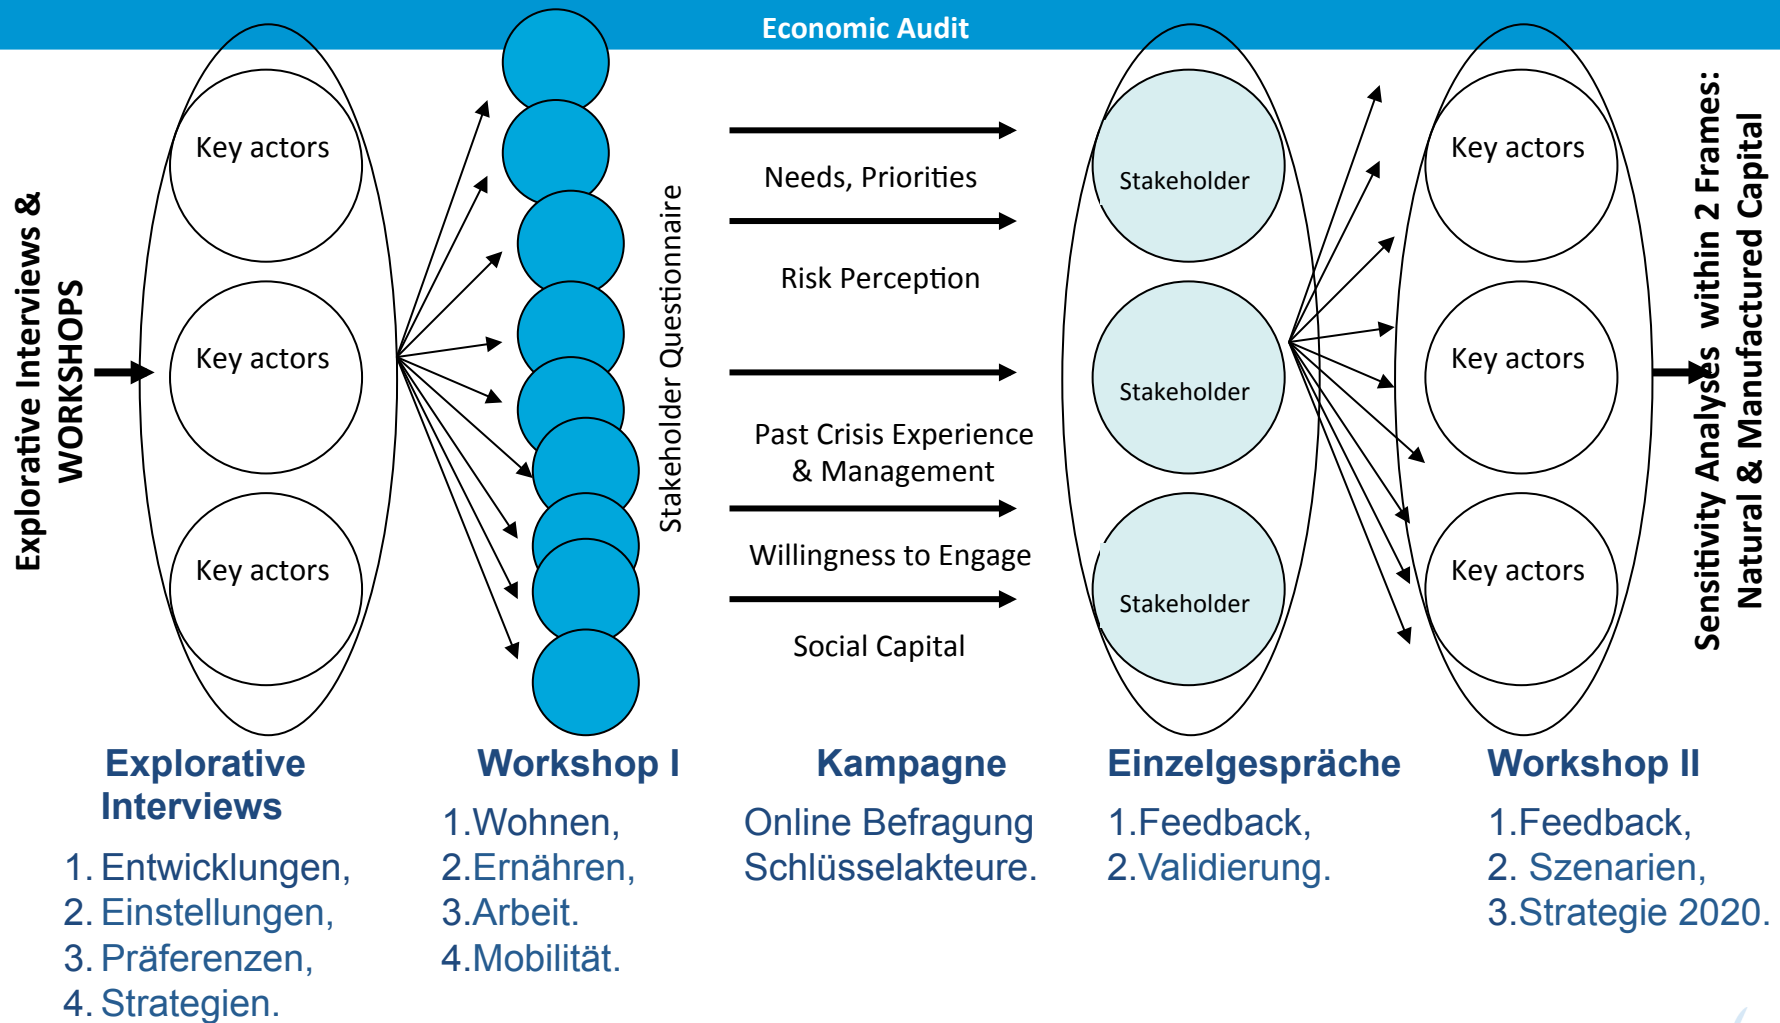 Economic Audit
Explorative Interviews &
WORKSHOPS
Key actors
Key actors
Key actors
Stakeholder Questionnaire
Needs, Priorities
Risk Perception
Past Crisis Experience
& Management
Willingness to Engage
Social Capital
Stakeholder
Stakeholder
Stakeholder
Key actors
Key actors
Key actors
Sensitivity Analyses within 2 Frames:
Natural & Manufactured Capital
Explorative
Interviews
1. Entwicklungen,
2. Einstellungen,
3. Präferenzen,
4. Strategien.
Workshop I
1.Wohnen,
2.Ernähren,
3.Arbeit.
4.Mobilität.
Kampagne
Online Befragung
Schlüsselakteure.
Einzelgespräche
1.Feedback,
2.Validierung.
Workshop II
1.Feedback,
2. Szenarien,
3.Strategie 2020.